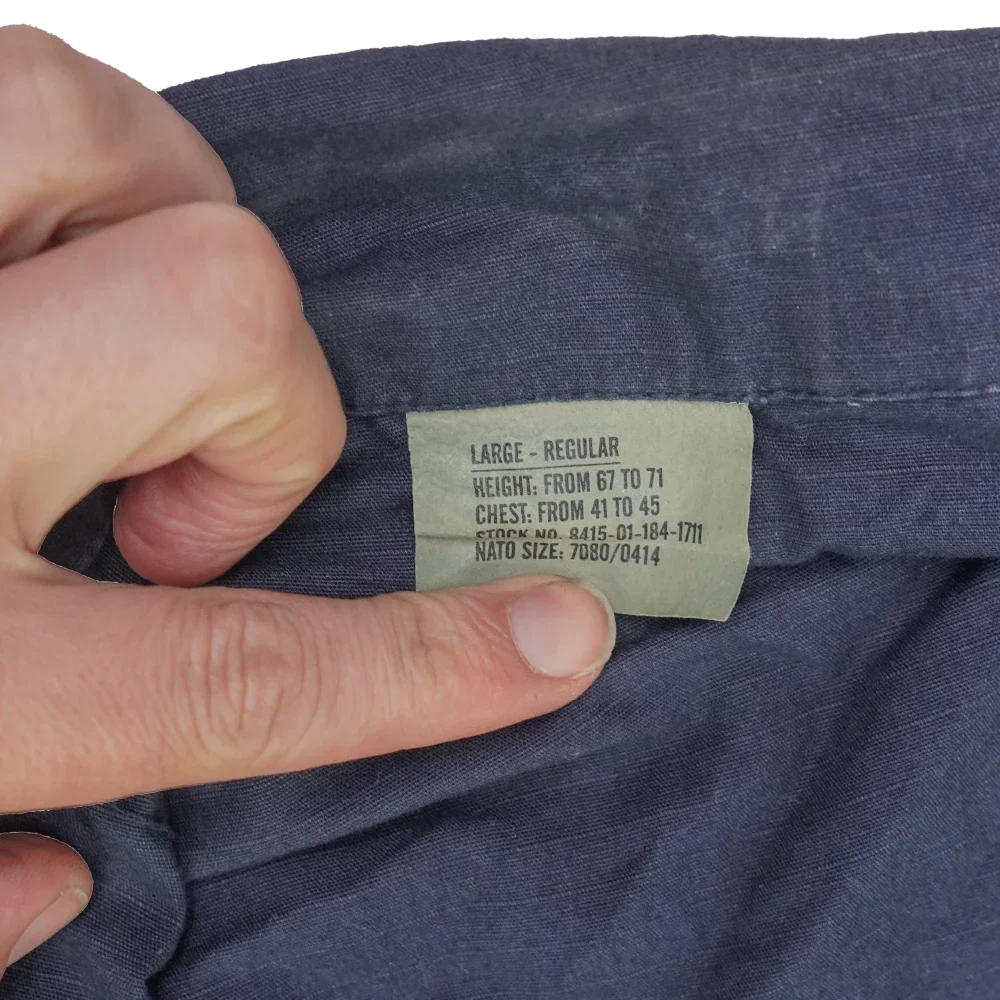 LARGE - REGULAR
HEIGHT: FROM 67 TO 71
CHEST: FROM 41 TO 45
STOCK NO. 8415-01-184-1711
NATO SIZE: 7080/0414